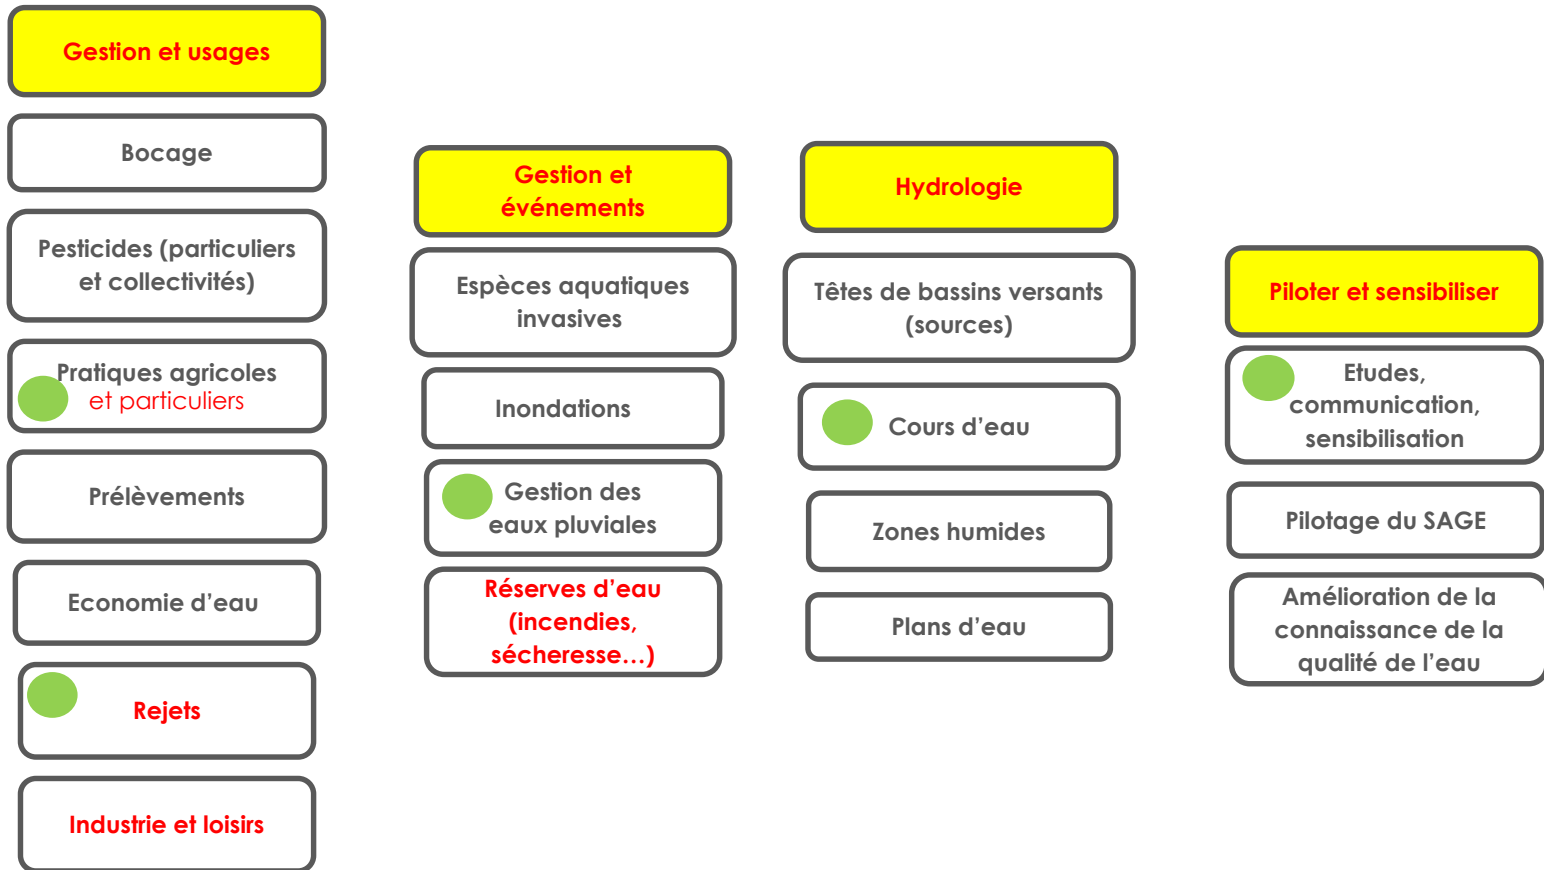 Gestion et usages
Bocage
Pesticides (particuliers
et collectivités)
Pratiques agricoles
et particuliers
Prélèvements
Economie d’eau
Rejets
Industrie et loisirs
Gestion et
événements
Espèces aquatiques
invasives
Inondations
Gestion des
eaux pluviales
Réserves d’eau
(incendies,
sécheresse…)
Hydrologie
Têtes de bassins versants
(sources)
Cours d’eau
Zones humides
Plans d’eau
Piloter et sensibiliser
Etudes,
communication,
sensibilisation
Pilotage du SAGE
Amélioration de la
connaissance de la
qualité de l’eau